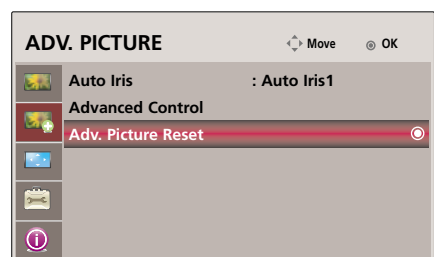 ADV. PICTURE Move OK
Auto Iris : Auto Iris1
Advanced Control
Adv. Picture Reset